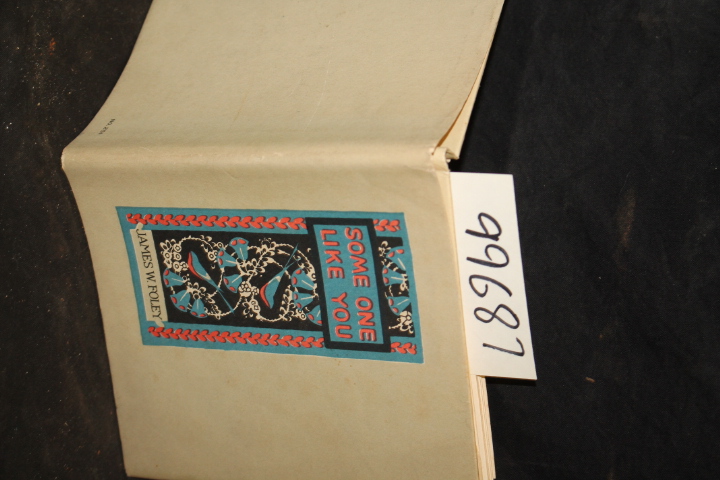 SOME ONE
LIKE YOU
JAMES W. FOLEY
99687